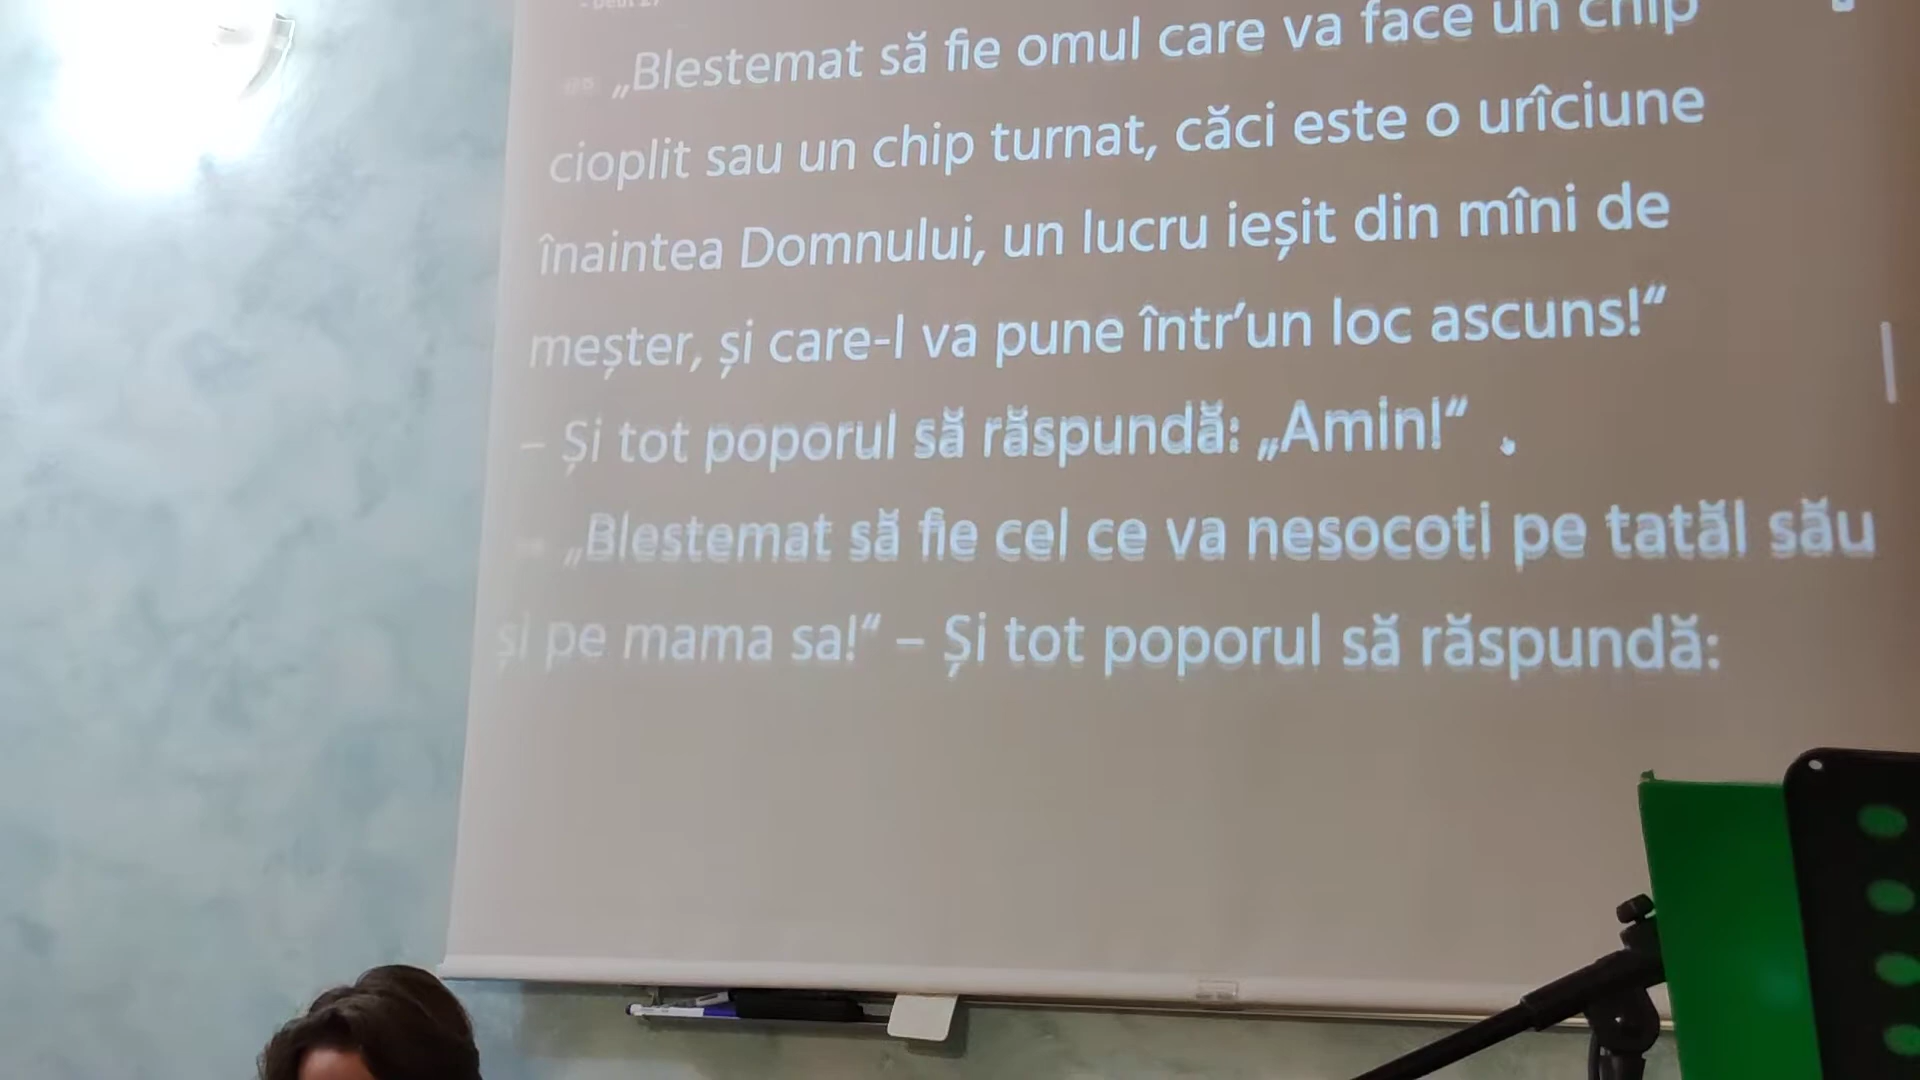 - Deut 27
„Blestemat să fie omul care va face un chip
cioplit sau un chip turnat, căci este o urîciune
înaintea Domnului, un lucru ieșit din mîni de
meșter, și care-l va pune într’un loc ascuns!“
– Și tot poporul să răspundă: „Amin!“
„Blestemat să fie cel ce va nesocoti pe tatăl său
și pe mama sa!“ – Și tot poporul să răspundă: